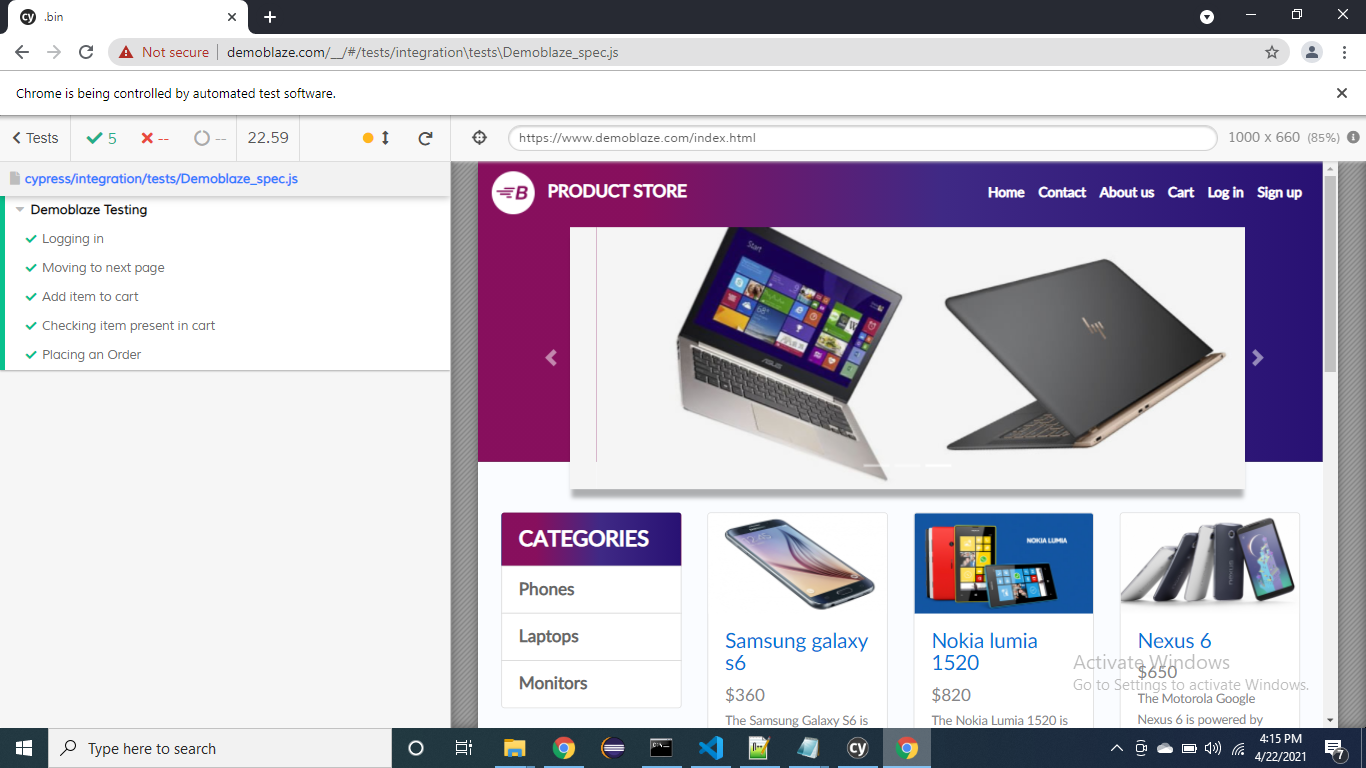 .bin
Not secure
demoblaze.com/__/#/tests/integration\tests\Demoblaze_spec.js
Chrome is being controlled by automated test software.
Tests
5
--
--
22.59
https://www.demoblaze.com/index.html
1000 x 660 (85%)
cypress/integration/tests/Demoblaze_spec.js
Demoblaze Testing
Logging in
Moving to next page
Add item to cart
Checking item present in cart
Placing an Order
PRODUCT STORE
Home
Contact
About us
Cart
Log in
Sign up
Start
ASUS
hp
CATEGORIES
Phones
Laptops
Monitors
Samsung galaxy
s6
$360
The Samsung Galaxy S6 is
NOKIA LUMIA
Nokia lumia
1520
$820
The Nokia Lumia 1520 is
Nexus 6
$650
The Motorola Google
Nexus 6 is powered by
Activate Windows
Go to Settings to activate Windows.
Type here to search
4:15 PM
4/22/2021
7